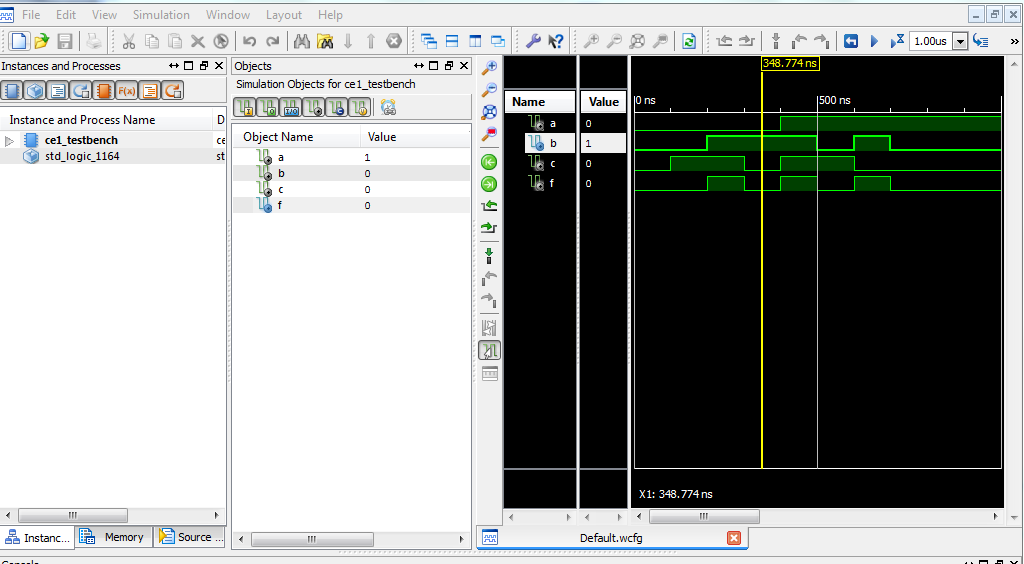 File Edit View Simulation Window Layout Help
1.00us
»
Instances and Processes
Instance and Process Name D
ce1_testbench ce
std_logic_1164 st
Instanc... Memory Source ...
Objects
Simulation Objects for ce1_testbench
Object Name Value
a 1
b 0
c 0
f 0
348.774 ns
Name Value
0 ns 500 ns
a 0
b 1
c 0
f 0
X1: 348.774 ns
Default.wcfg